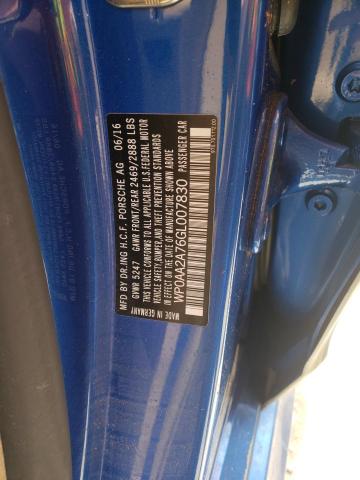 MFD BY DR.ING H.C.F. PORSCHE AG 06/16
GVWR 5247 GAWR FRONT/REAR 2469/2888 LBS
THIS VEHICLE CONFORMS TO ALL APPLICABLE U.S.FEDERAL MOTOR
VEHICLE SAFETY,BUMPER,AND THEFT PREVENTION STANDARDS
IN EFFECT ON THE DATE OF MANUFACTURE SHOWN ABOVE
WP0AA2A76GL007830 PASSENGER CAR
MADE IN GERMANY